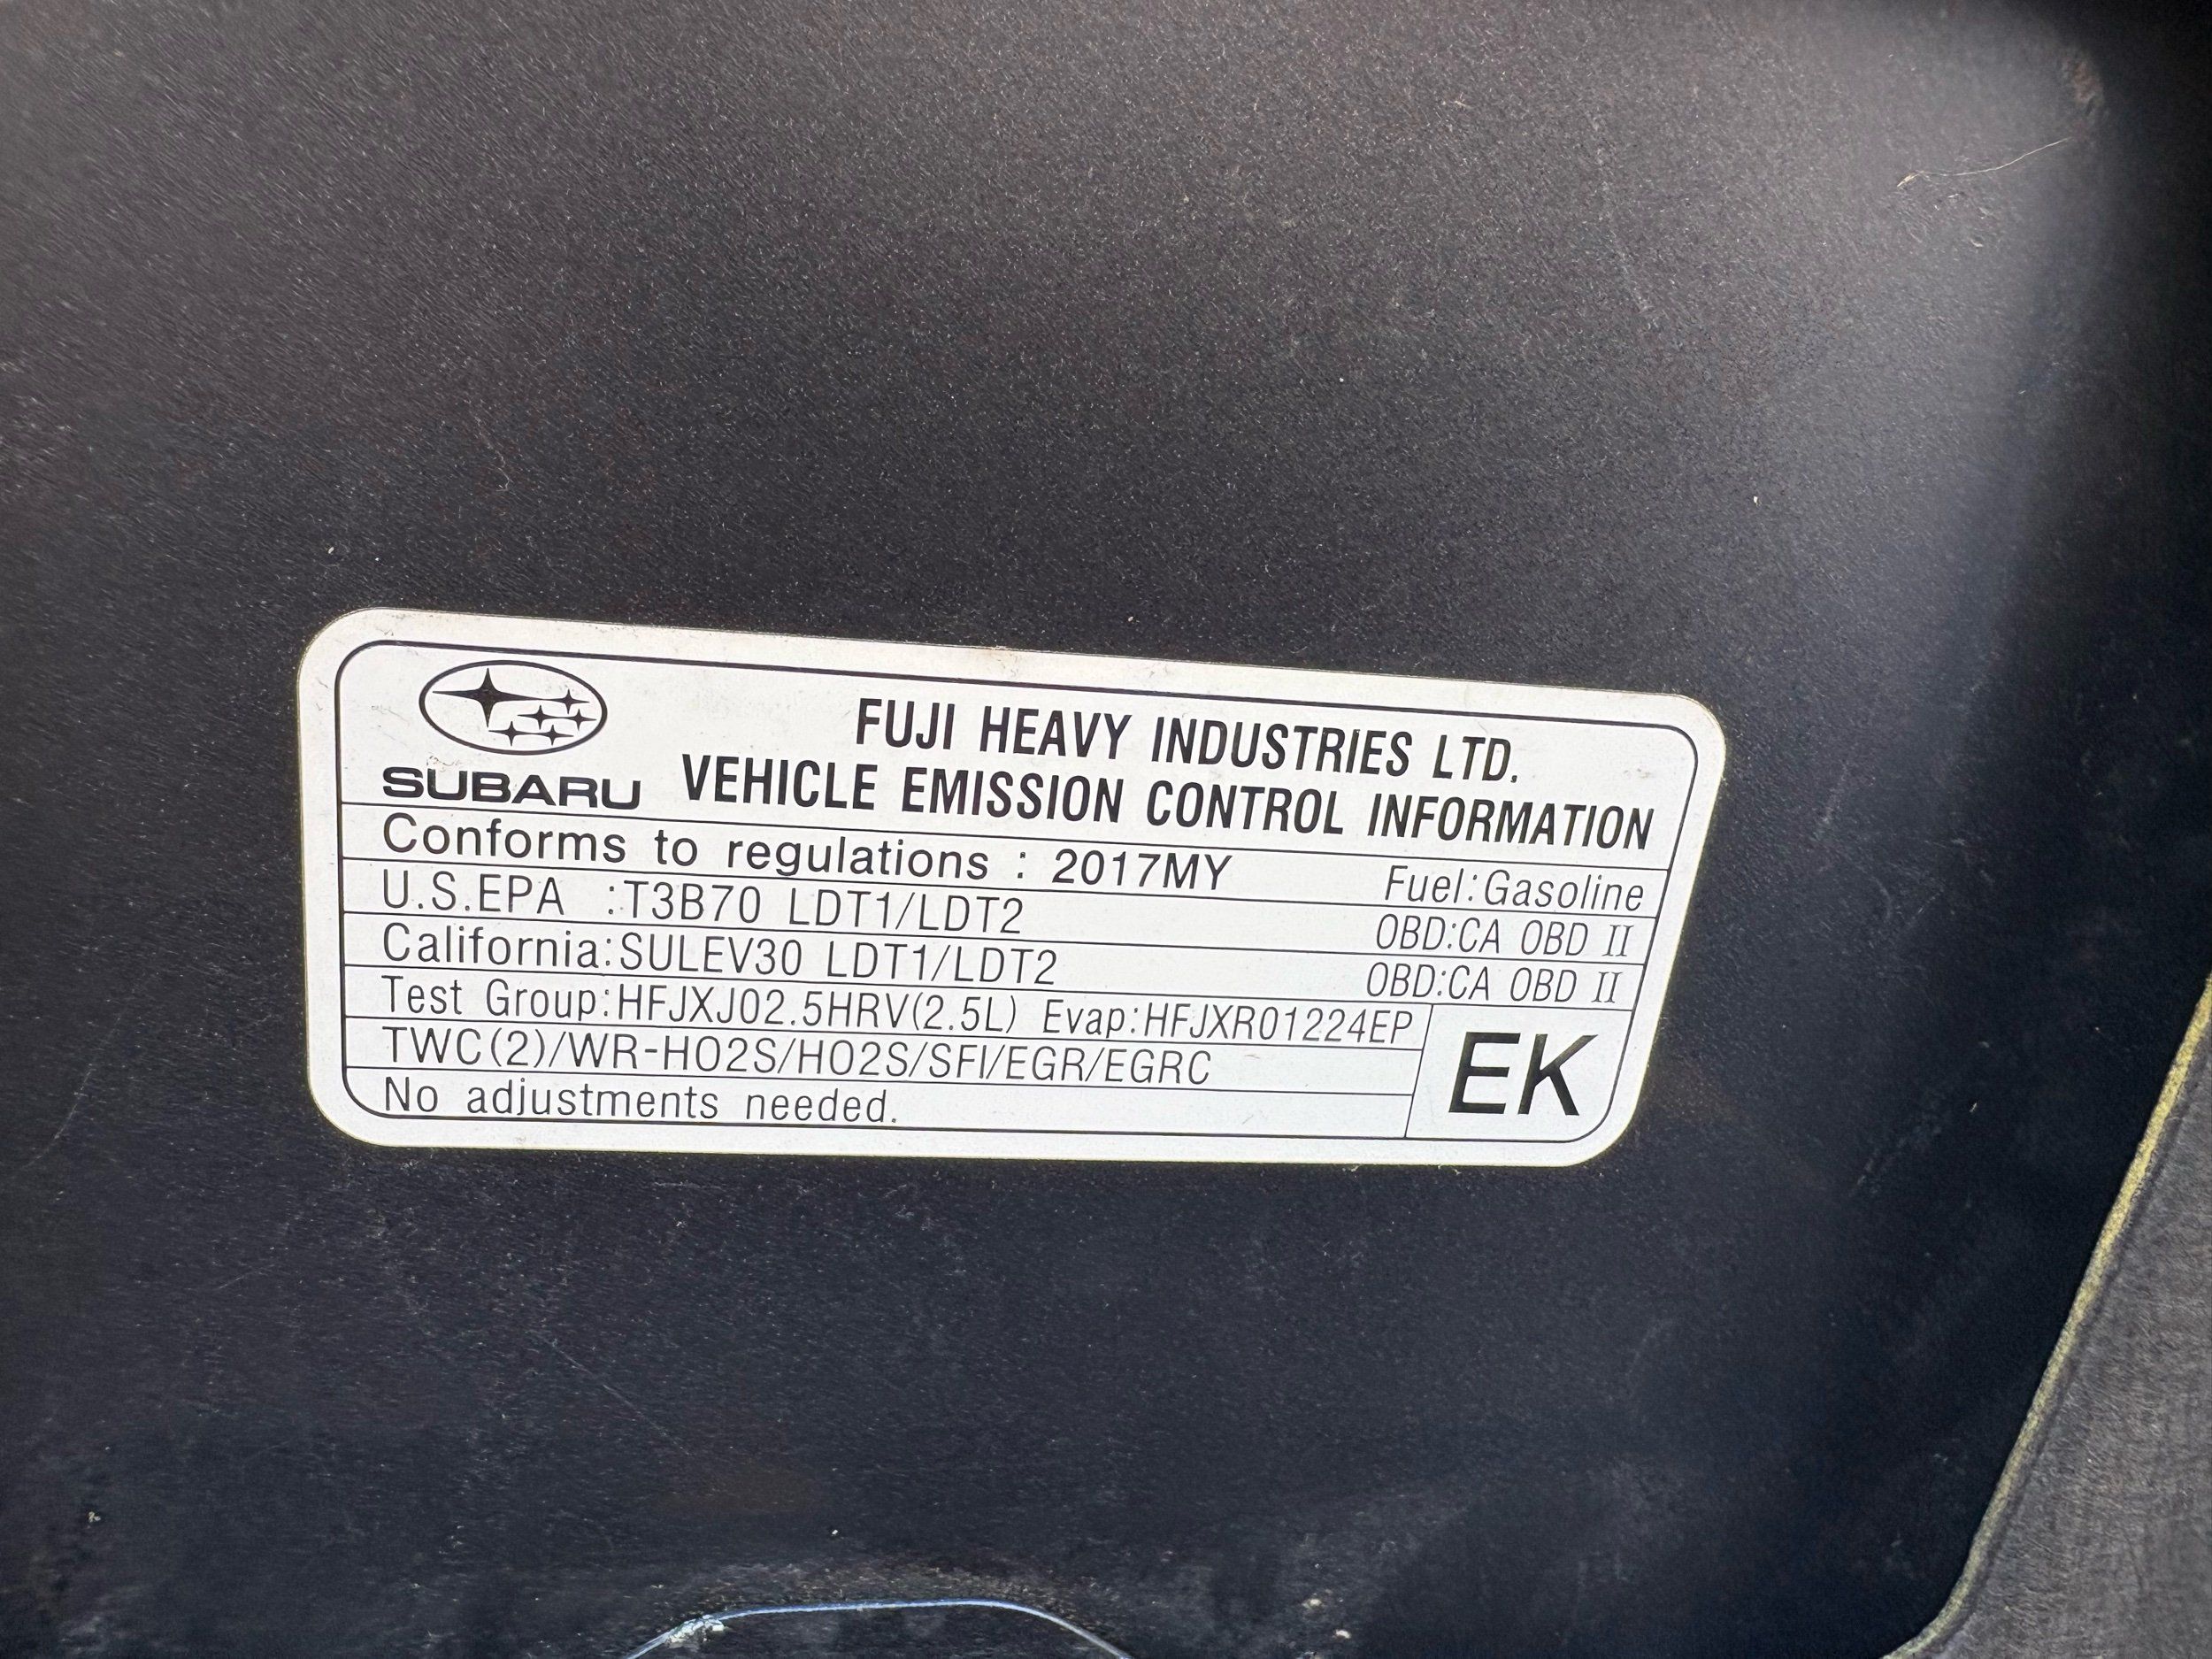 FUJI HEAVY INDUSTRIES LTD.
SUBARU VEHICLE EMISSION CONTROL INFORMATION
Conforms to regulations : 2017MY Fuel:Gasoline
U.S.EPA :T3B70 LDT1/LDT2 OBD:CA OBD II
California:SULEV30 LDT1/LDT2 OBD:CA OBD II
Test Group:HFJXJ02.5HRV(2.5L) Evap:HFJXR01224EP
TWC(2)/WR-HO2S/HO2S/SFI/EGR/EGRC
No adjustments needed.
EK